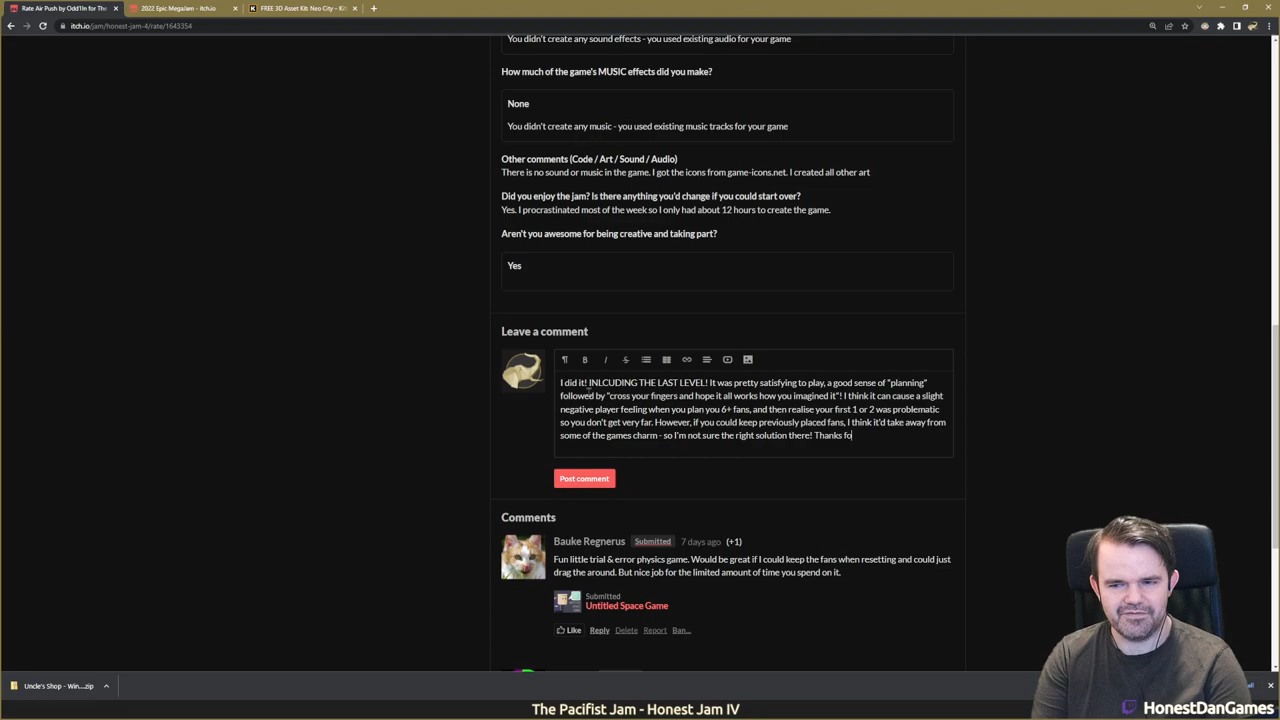 Rate Air Push by Odd1In for The
2022 Epic MegaJam - itch.io
FREE 3D Asset Kit: Neo City - Kit
itch.io/jam/honest-jam-4/rate/1643354
You didn't create any sound effects - you used existing audio for your game
How much of the game's MUSIC effects did you make?
None
You didn't create any music - you used existing music tracks for your game
Other comments (Code / Art / Sound / Audio)
There is no sound or music in the game. I got the icons from game-icons.net. I created all other art
Did you enjoy the jam? Is there anything you'd change if you could start over?
Yes. I procrastinated most of the week so I only had about 12 hours to create the game.
Aren't you awesome for being creative and taking part?
Yes
Leave a comment
I did it! INLCUDING THE LAST LEVEL! It was pretty satisfying to play, a good sense of "planning"
followed by "cross your fingers and hope it all works how you imagined it"! I think it can cause a slight
negative player feeling when you plan you 6+ fans, and then realise your first 1 or 2 was problematic
so you don't get very far. However, if you could keep previously placed fans, I think it'd take away from
some of the games charm - so I'm not sure the right solution there! Thanks fo
Post comment
Comments
Bauke Regnerus Submitted 7 days ago (+1)
Fun little trial & error physics game. Would be great if I could keep the fans when resetting and could just
drag the around. But nice job for the limited amount of time you spend on it.
Submitted
Untitled Space Game
Like Reply Delete Report Ban...
Uncle's Shop - Win....zip
The Pacifist Jam - Honest Jam IV
HonestDanGames